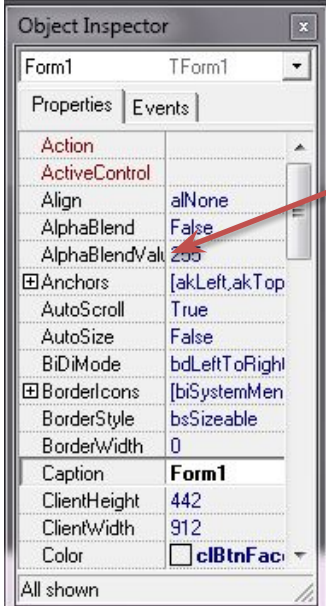 Object Inspector x
Form1 TForm1
Properties Events
Action
ActiveControl
Align alNone
AlphaBlend False
AlphaBlendValu 255
Anchors [akLeft,akTop
AutoScroll True
AutoSize False
BiDiMode bdLeftToRight
BorderIcons [biSystemMen
BorderStyle bsSizeable
BorderWidth 0
Caption Form1
ClientHeight 442
ClientWidth 912
Color clBtnFac
All shown